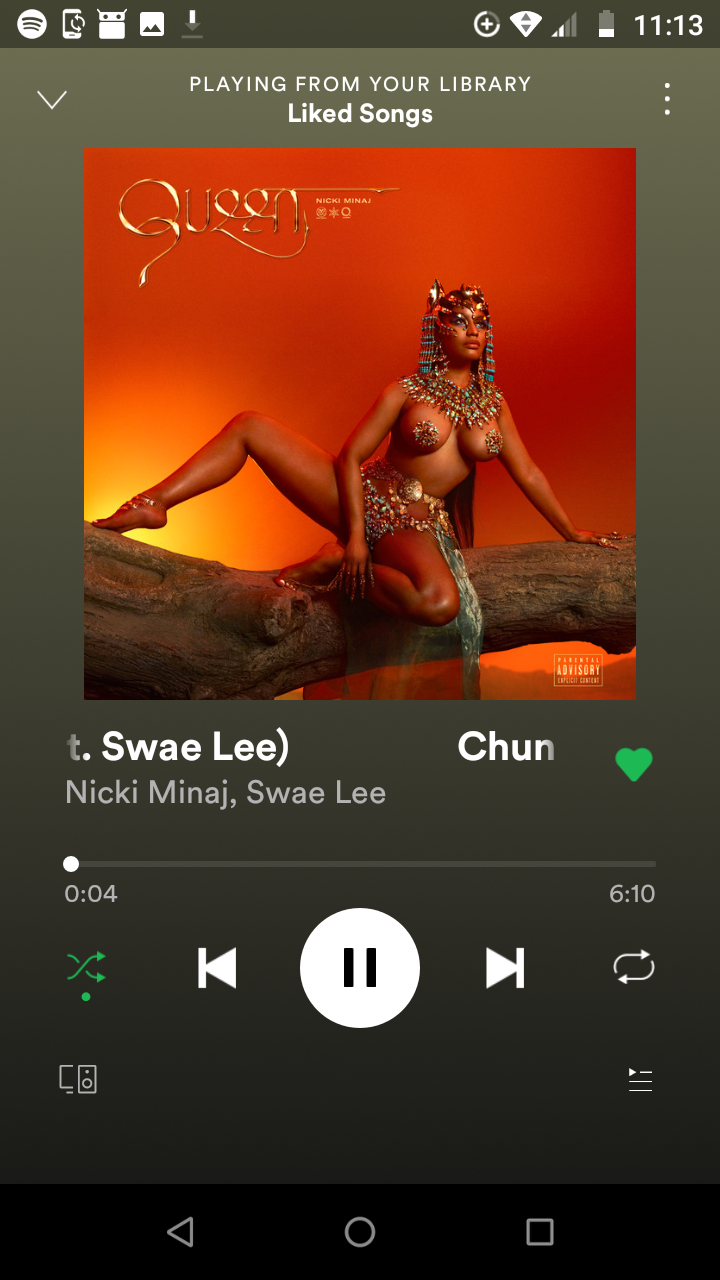 11:13
PLAYING FROM YOUR LIBRARY
Liked Songs
QUEEN
NICKI MINAJ
PARENTAL
ADVISORY
EXPLICIT CONTENT
t. Swae Lee) Chun
Nicki Minaj, Swae Lee
0:04 6:10